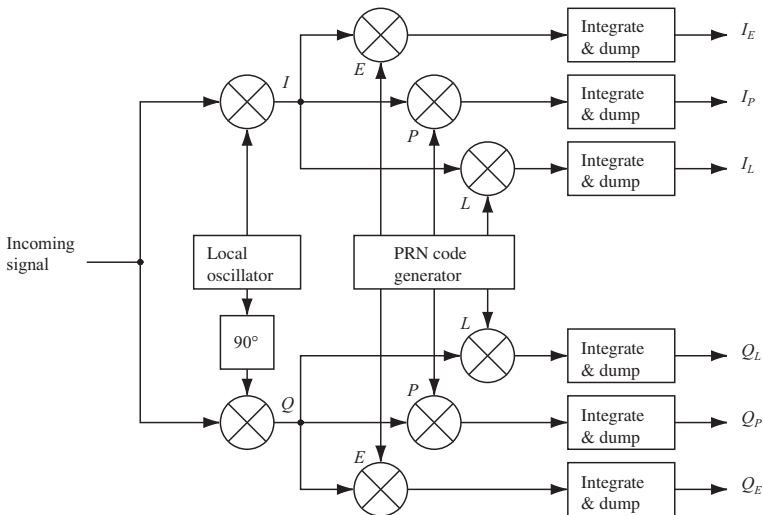 Integrate
& dump
I_E
E
I
Integrate
& dump
I_P
P
Integrate
& dump
I_L
L
Incoming
signal
Local
oscillator
PRN code
generator
90°
L
Integrate
& dump
Q_L
Q
P
Integrate
& dump
Q_P
E
Integrate
& dump
Q_E